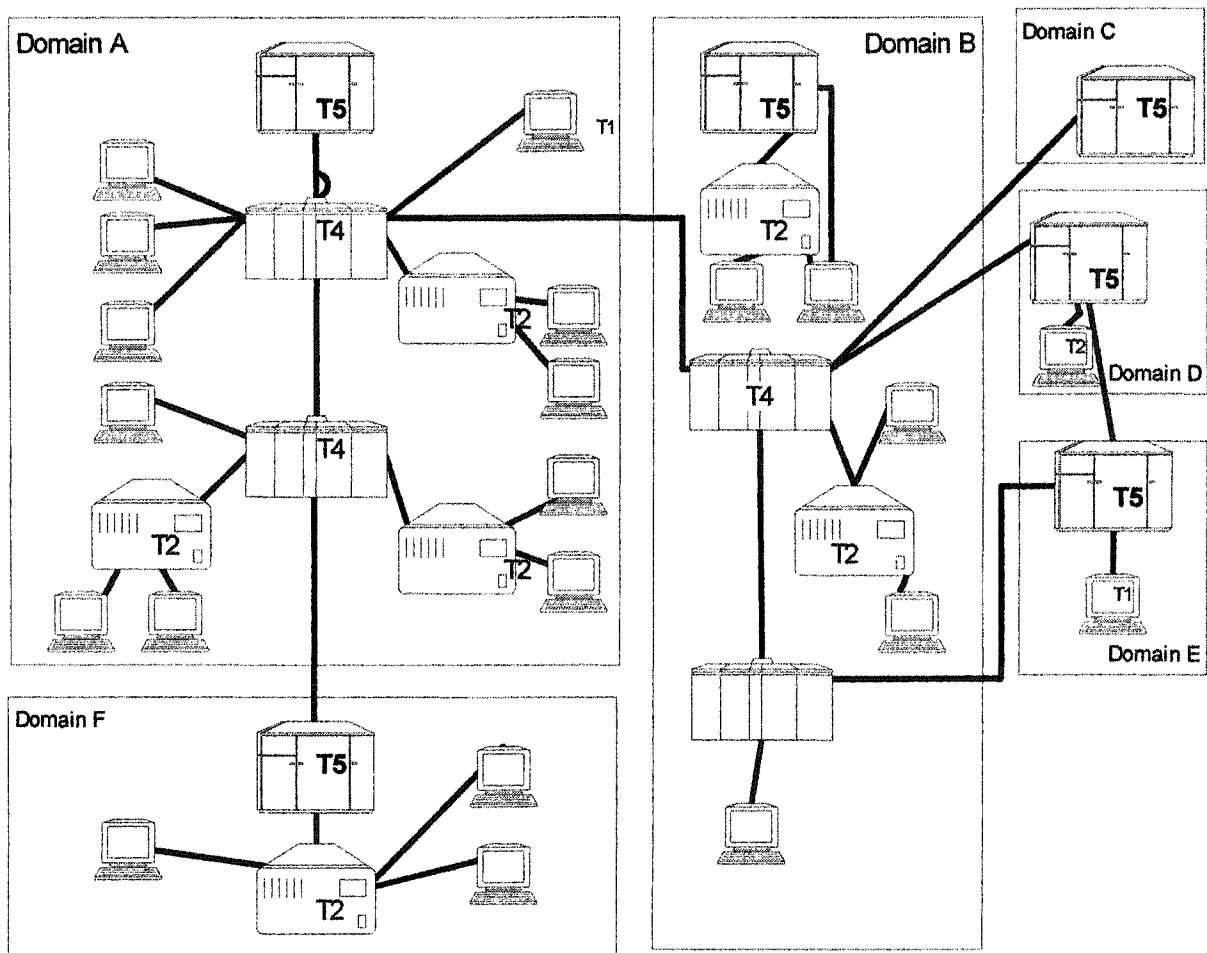 Domain A
T5
T1
T4
T2
T4
T2
T2
Domain B
T5
T2
T4
T2
Domain C
T5
T5
T2
Domain D
T5
T1
Domain E
Domain F
T5
T2